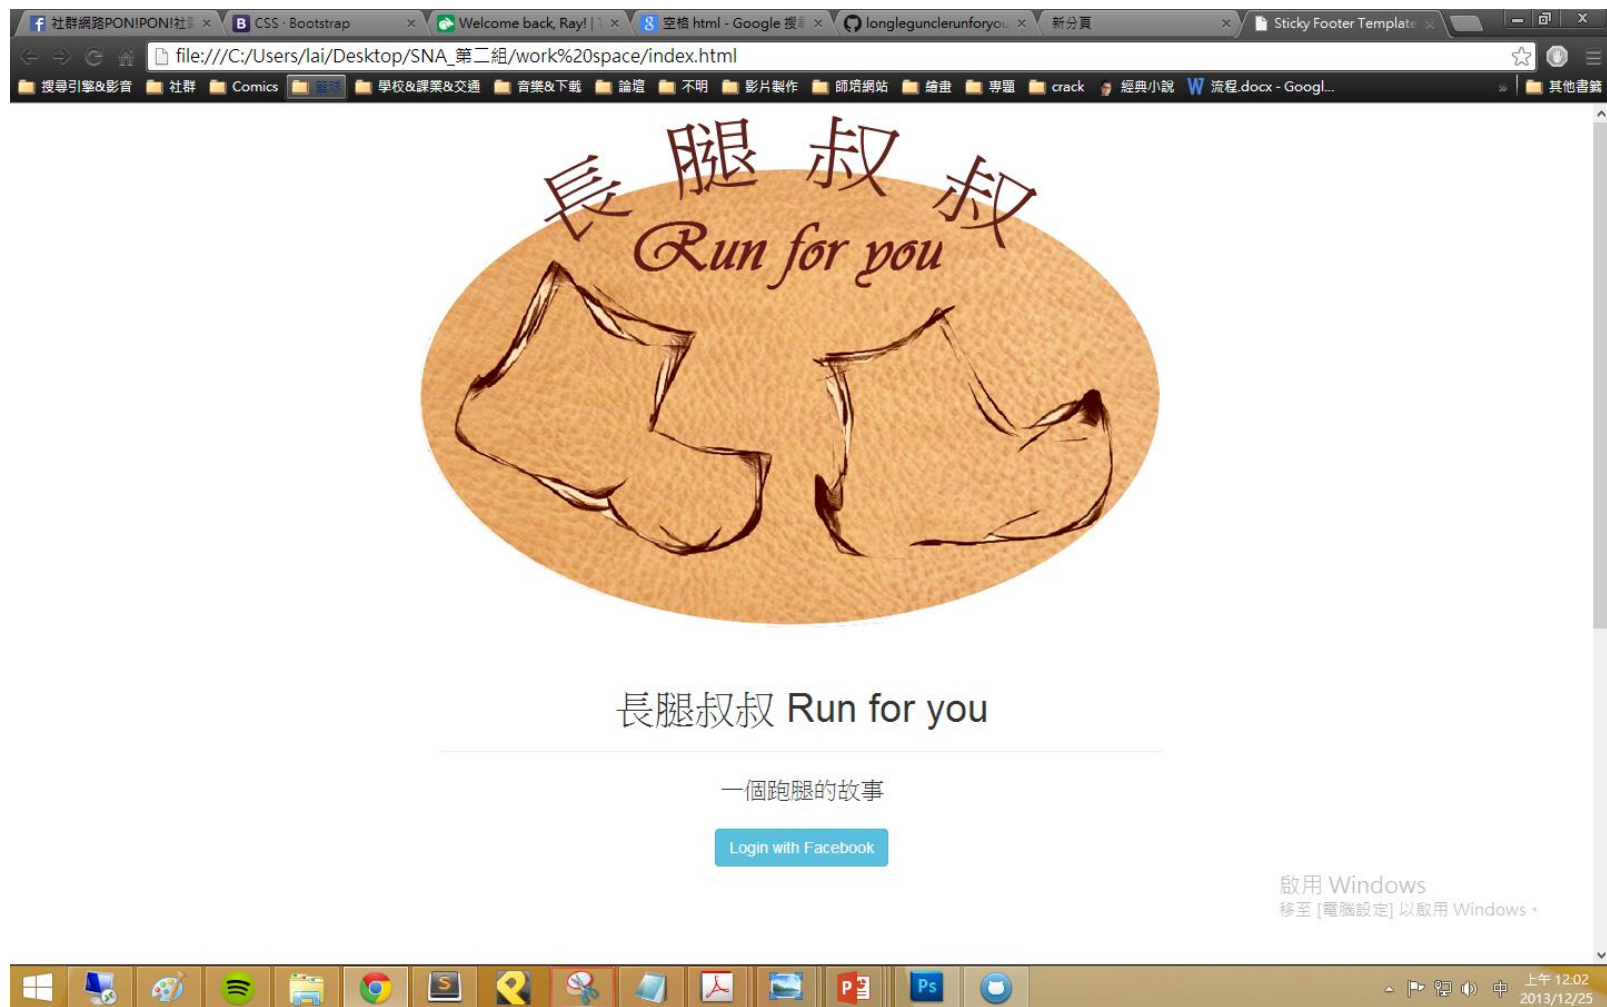 社群網路PON!PON!社
CSS · Bootstrap
Welcome back, Ray! |
空格 html - Google 搜
longlegunclerunforyou
新分頁
Sticky Footer Template
file:///C:/Users/lai/Desktop/SNA_第二組/work%20space/index.html
搜尋引擎&影音 社群 Comics 學校&課業&交通 音樂&下載 論壇 不明 影片製作 師培網站 繪畫 專題 crack 經典小說 流程.docx - Googl... » 其他書籤
長腿叔叔
Run for you
長腿叔叔 Run for you
一個跑腿的故事
Login with Facebook
啟用 Windows
移至 [電腦設定] 以啟用 Windows。
中
上午 12:02
2013/12/25